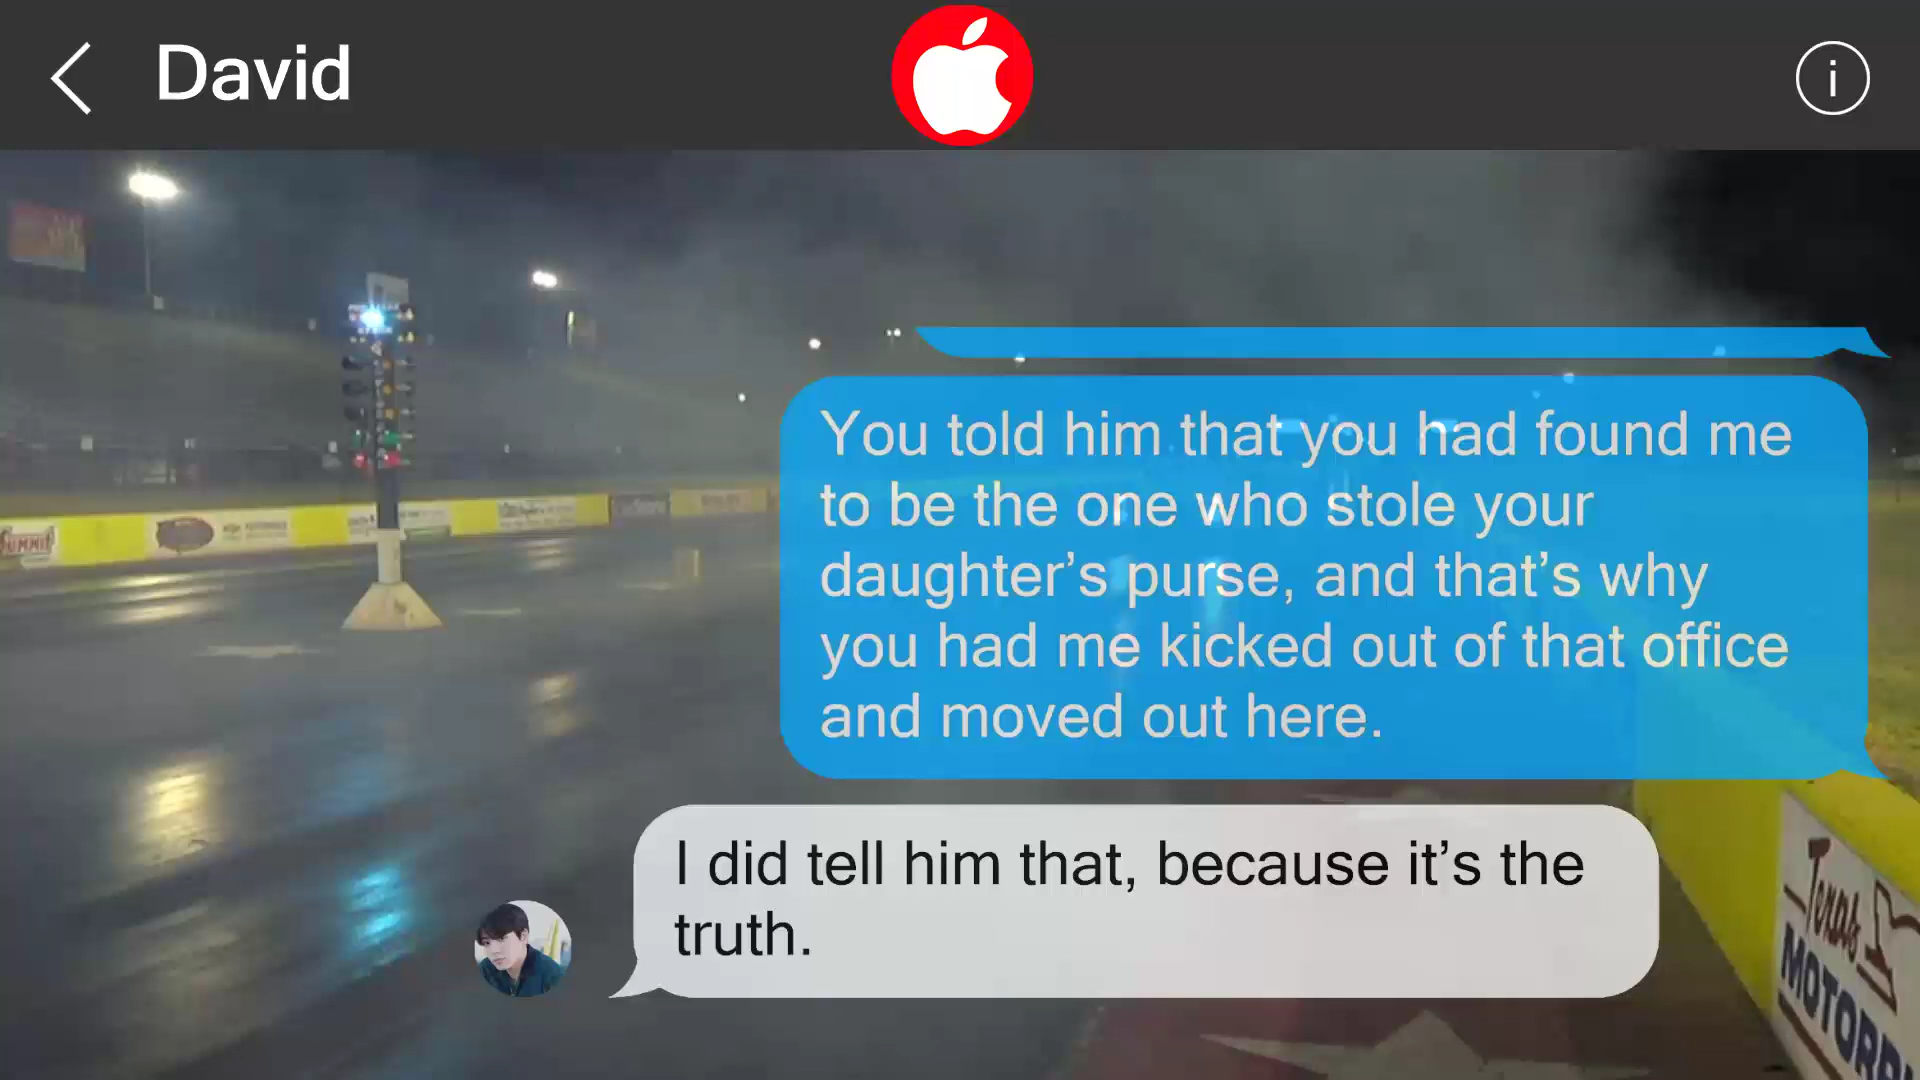 David
i
You told him that you had found me
to be the one who stole your
daughter’s purse, and that’s why
you had me kicked out of that office
and moved out here.
I did tell him that, because it’s the
truth.
SUMMIT
Texas